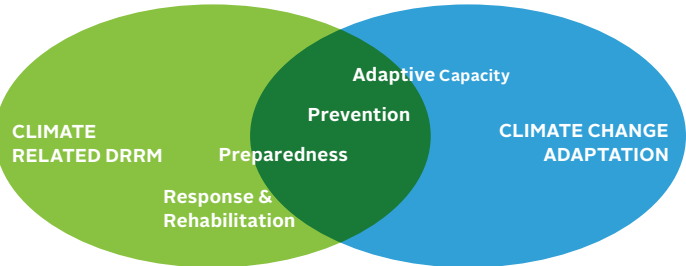 Adaptive Capacity
Prevention
CLIMATE
RELATED DRRM
CLIMATE CHANGE
ADAPTATION
Preparedness
Response &
Rehabilitation